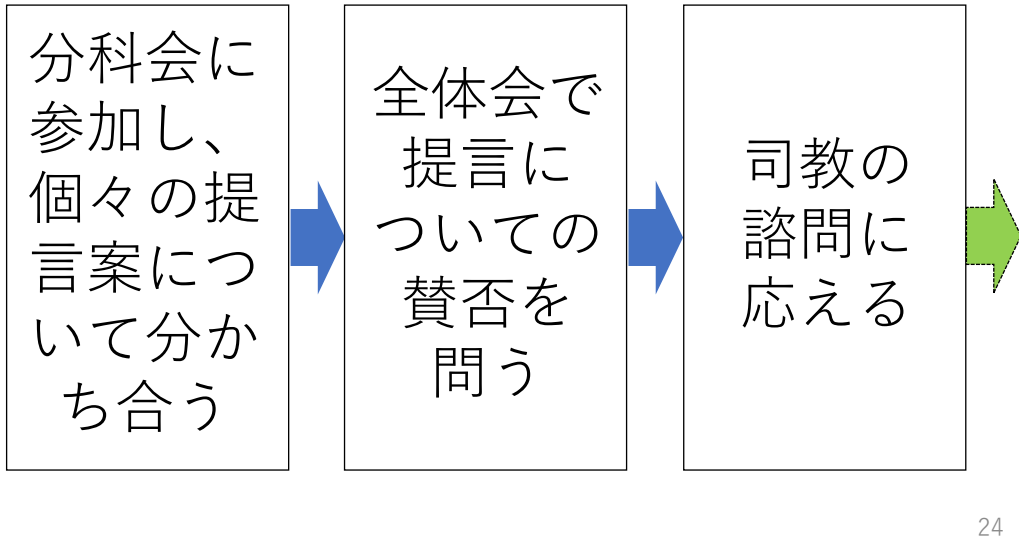 分科会に
参加し、
個々の提
言案につ
いて分か
ち合う
全体会で
提言に
ついての
賛否を
問う
司教の
諮問に
応える
24